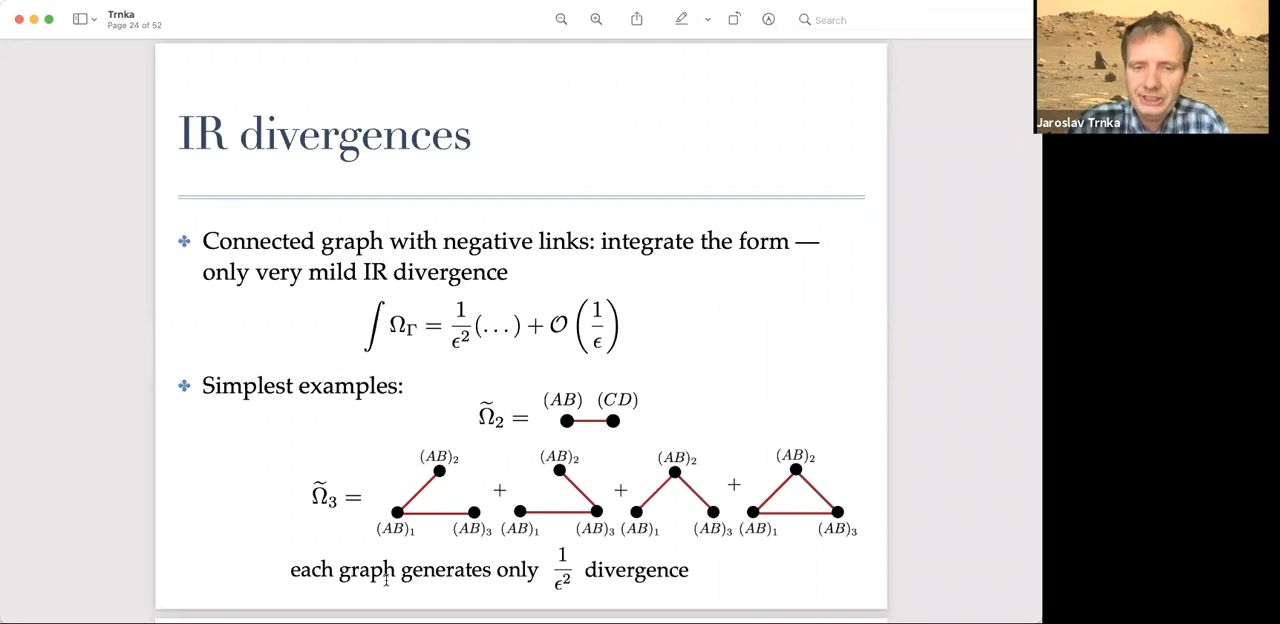 Trnka
Page 24 of 52
Search
Jaroslav Trnka
IR divergences
Connected graph with negative links: integrate the form —
only very mild IR divergence
∫ Ω_Γ = 1/ϵ² (...) + 𝒪(1/ϵ)
Simplest examples:
(AB) (CD)
Ω̃₂ =
(AB)₂ (AB)₂ (AB)₂ (AB)₂
Ω̃₃ = + + +
(AB)₁ (AB)₃ (AB)₁ (AB)₃ (AB)₁ (AB)₃ (AB)₁ (AB)₃
each graph generates only 1/ϵ² divergence